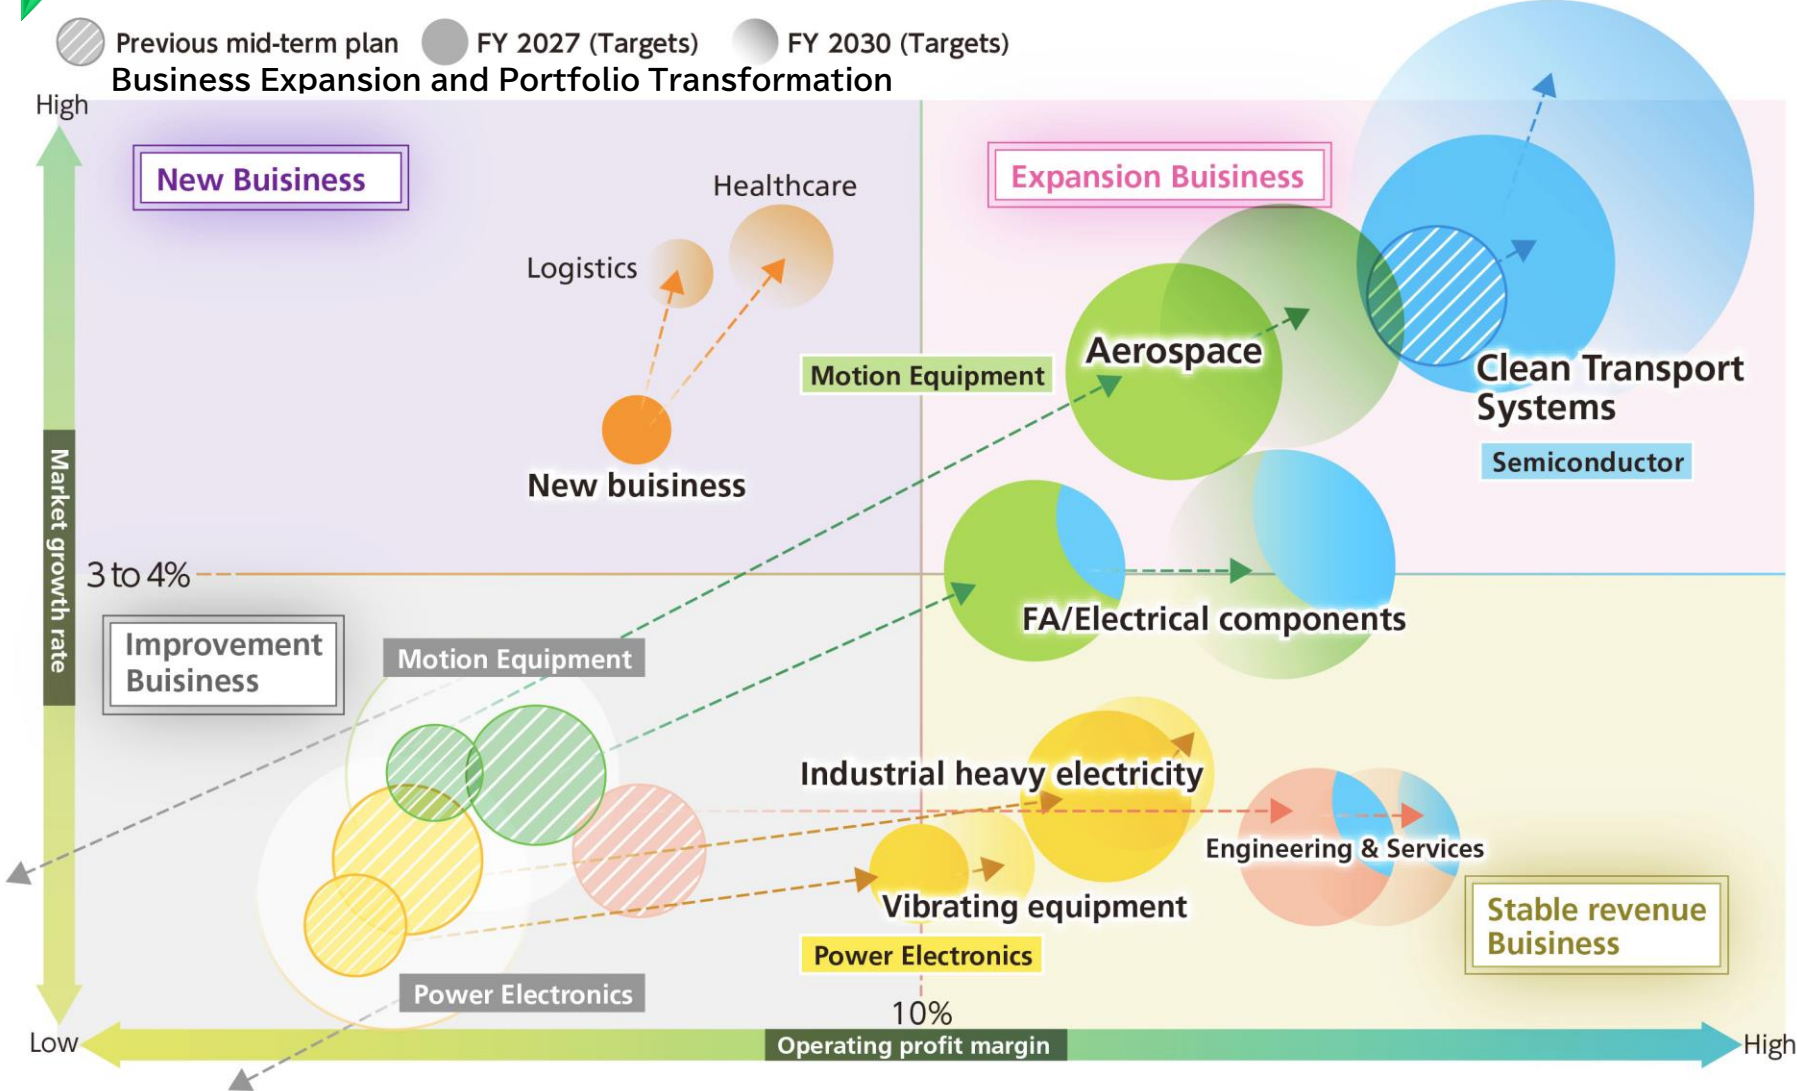 Previous mid-term plan
FY 2027 (Targets)
FY 2030 (Targets)
Business Expansion and Portfolio Transformation
High
New Buisiness
Expansion Buisiness
Healthcare
Logistics
Aerospace
Motion Equipment
Clean Transport
Systems
Semiconductor
New buisiness
Market growth rate
3 to 4%
FA/Electrical components
Improvement
Buisiness
Motion Equipment
Industrial heavy electricity
Engineering & Services
Vibrating equipment
Stable revenue
Buisiness
Power Electronics
Power Electronics
10%
Low
Operating profit margin
High